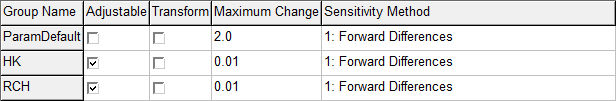 Group Name Adjustable Transform Maximum Change Sensitivity Method
ParamDefault 2.0 1: Forward Differences
HK 0.01 1: Forward Differences
RCH 0.01 1: Forward Differences